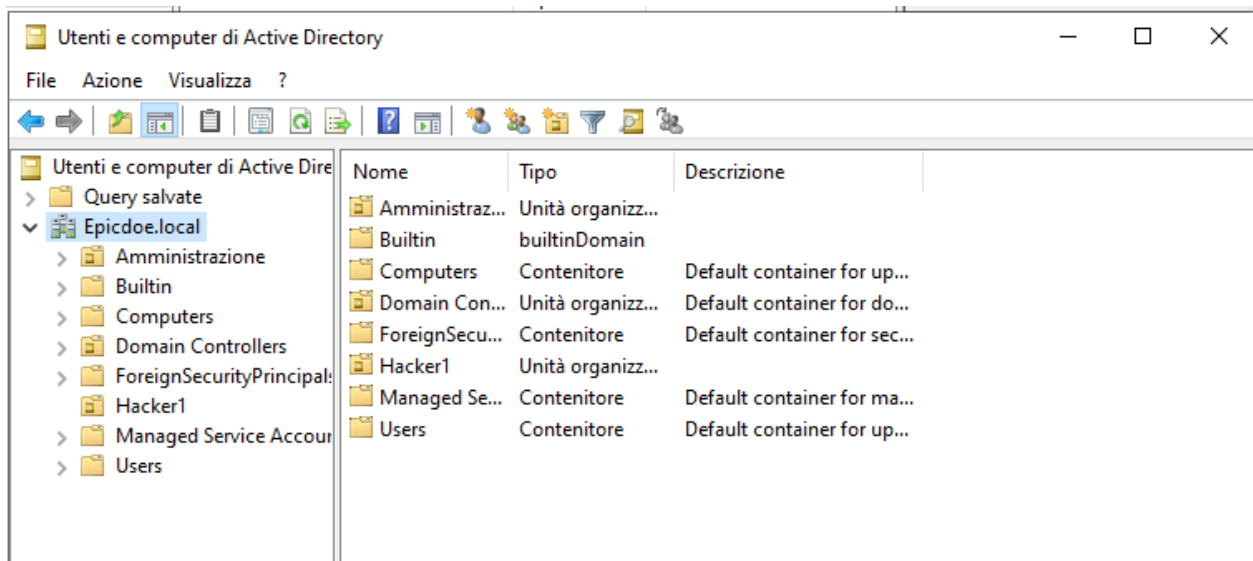 Utenti e computer di Active Directory
File Azione Visualizza ?
Utenti e computer di Active Dire
Query salvate
Epicdoe.local
Amministrazione
Builtin
Computers
Domain Controllers
ForeignSecurityPrincipals
Hacker1
Managed Service Accour
Users
Nome Tipo Descrizione
Amministraz... Unità organizz...
Builtin builtinDomain
Computers Contenitore Default container for up...
Domain Con... Unità organizz... Default container for do...
ForeignSecu... Contenitore Default container for sec...
Hacker1 Unità organizz...
Managed Se... Contenitore Default container for ma...
Users Contenitore Default container for up...